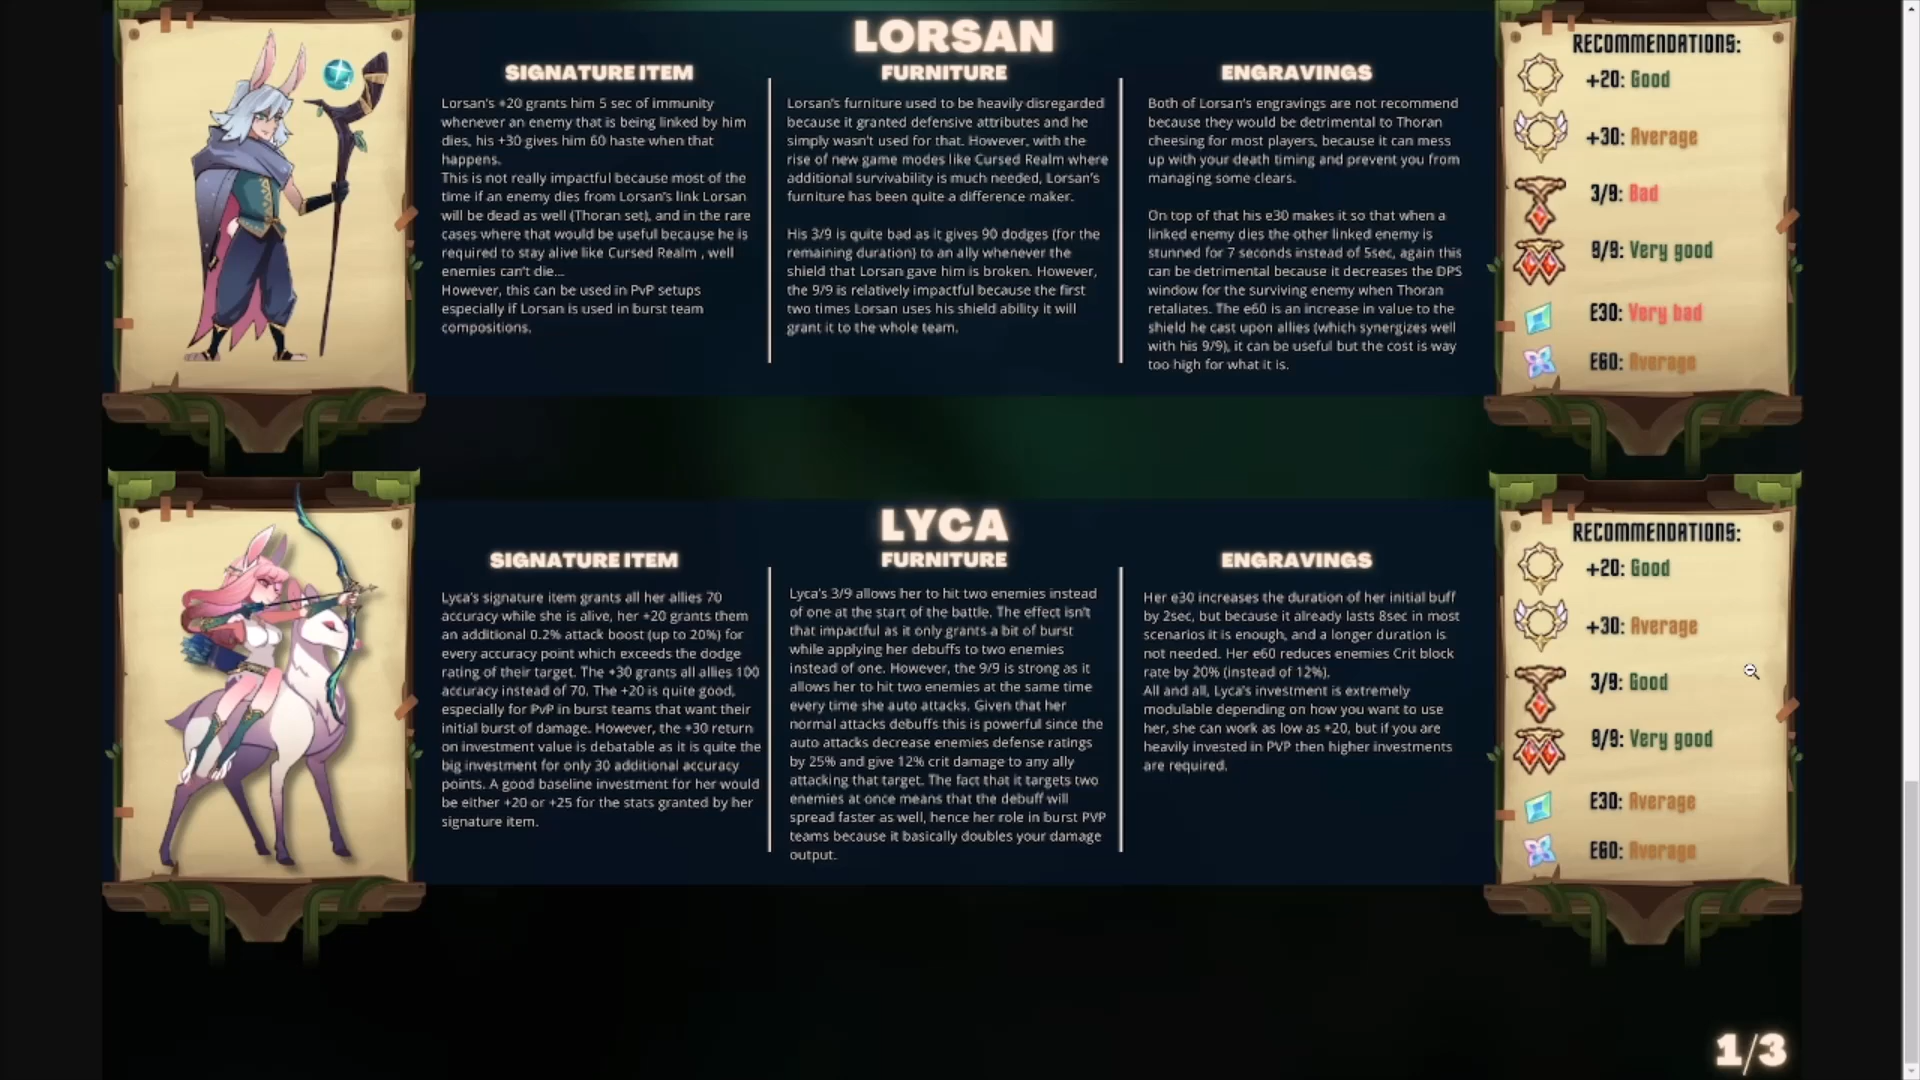 LORSAN
SIGNATURE ITEM
Lorsan's +20 grants him 5 sec of immunity
whenever an enemy that is being linked by him
dies, his +30 gives him 60 haste when that
happens.
This is not really impactful because most of the
time if an enemy dies from Lorsan's link Lorsan
will be dead as well (Thoran set), and in the rare
cases where that would be useful because he is
required to stay alive like Cursed Realm , well
enemies can't die...
However, this can be used in PvP setups
especially if Lorsan is used in burst team
compositions.
FURNITURE
Lorsan's furniture used to be heavily disregarded
because it granted defensive attributes and he
simply wasn't used for that. However, with the
rise of new game modes like Cursed Realm where
additional survivability is much needed, Lorsan's
furniture has been quite a difference maker.
His 3/9 is quite bad as it gives 90 dodges (for the
remaining duration) to an ally whenever the
shield that Lorsan gave him is broken. However,
the 9/9 is relatively impactful because the first
two times Lorsan uses his shield ability it will
grant it to the whole team.
ENGRAVINGS
Both of Lorsan's engravings are not recommend
because they would be detrimental to Thoran
cheesing for most players, because it can mess
up with your death timing and prevent you from
managing some clears.
On top of that his e30 makes it so that when a
linked enemy dies the other linked enemy is
stunned for 7 seconds instead of 5sec, again this
can be detrimental because it decreases the DPS
window for the surviving enemy when Thoran
retaliates. The e60 is an increase in value to the
shield he cast upon allies (which synergizes well
with his 9/9), it can be useful but the cost is way
too high for what it is.
RECOMMENDATIONS:
+20: Good
+30: Average
3/9: Bad
9/9: Very good
E30: Very bad
E60: Average
LYCA
SIGNATURE ITEM
Lyca's signature item grants all her allies 70
accuracy while she is alive, her +20 grants them
an additional 0.2% attack boost (up to 20%) for
every accuracy point which exceeds the dodge
rating of their target. The +30 grants all allies 100
accuracy instead of 70. The +20 is quite good,
especially for PvP in burst teams that want their
initial burst of damage. However, the +30 return
on investment value is debatable as it is quite the
big investment for only 30 additional accuracy
points. A good baseline investment for her would
be either +20 or +25 for the stats granted by her
signature item.
FURNITURE
Lyca's 3/9 allows her to hit two enemies instead
of one at the start of the battle. The effect isn't
that impactful as it only grants a bit of burst
while applying her debuffs to two enemies
instead of one. However, the 9/9 is strong as it
allows her to hit two enemies at the same time
every time she auto attacks. Given that her
normal attacks debuffs this is powerful since the
auto attacks decrease enemies defense ratings
by 25% and give 12% crit damage to any ally
attacking that target. The fact that it targets two
enemies at once means that the debuff will
spread faster as well, hence her role in burst PVP
teams because it basically doubles your damage
output.
ENGRAVINGS
Her e30 increases the duration of her initial buff
by 2sec, but because it already lasts 8sec in most
scenarios it is enough, and a longer duration is
not needed. Her e60 reduces enemies Crit block
rate by 20% (instead of 12%).
All and all, Lyca's investment is extremely
modulable depending on how you want to use
her, she can work as low as +20, but if you are
heavily invested in PVP then higher investments
are required.
RECOMMENDATIONS:
+20: Good
+30: Average
3/9: Good
9/9: Very good
E30: Average
E60: Average
1/3